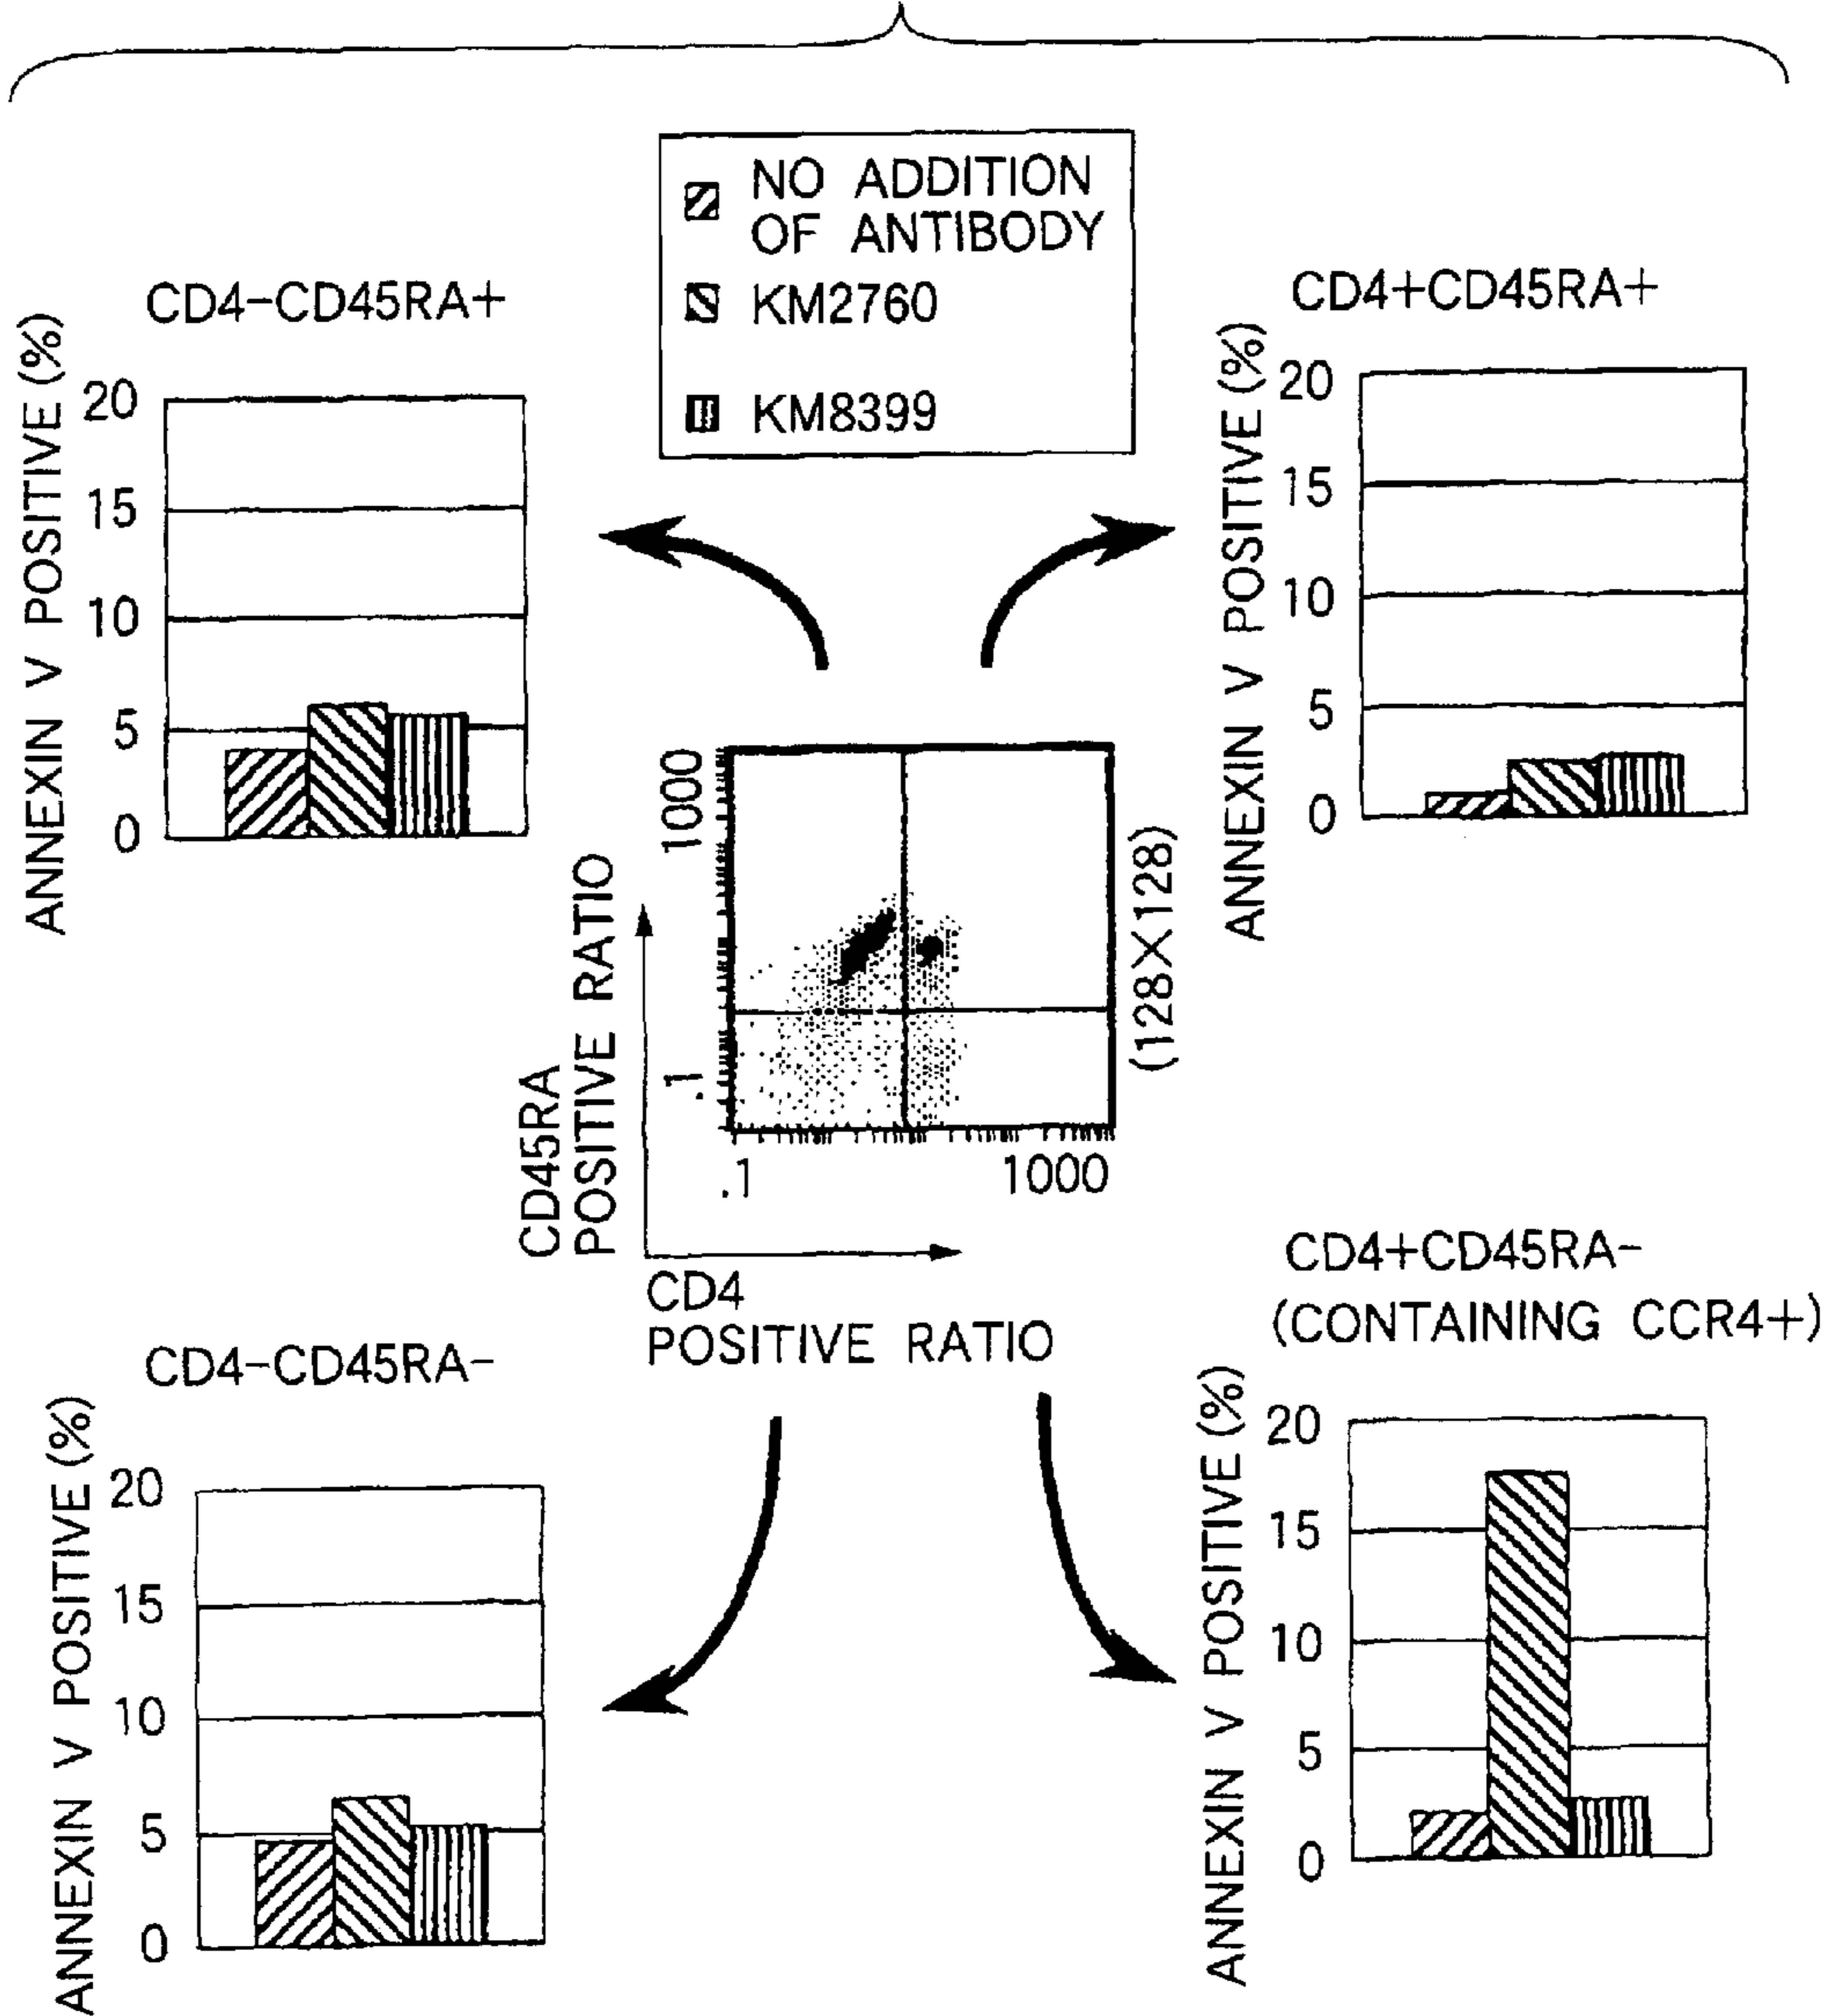 NO ADDITION
OF ANTIBODY
KM2760
KM8399
CD4-CD45RA+
ANNEXIN V POSITIVE (%)
20
15
10
5
0
CD4+CD45RA+
ANNEXIN V POSITIVE (%)
20
15
10
5
0
CD45RA
POSITIVE RATIO
1000
.1
.1
1000
(128X128)
CD4
POSITIVE RATIO
CD4-CD45RA-
ANNEXIN V POSITIVE (%)
20
15
10
5
0
CD4+CD45RA-
(CONTAINING CCR4+)
ANNEXIN V POSITIVE (%)
20
15
10
5
0